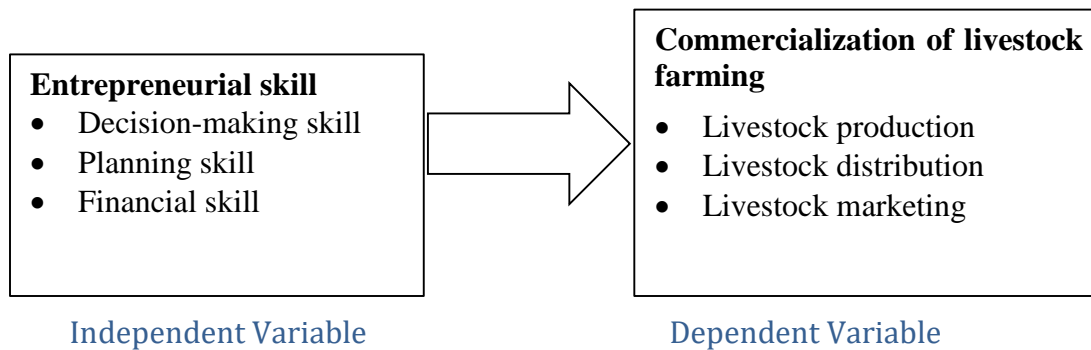 Entrepreneurial skill
• Decision-making skill
• Planning skill
• Financial skill
Commercialization of livestock
farming
• Livestock production
• Livestock distribution
• Livestock marketing
Independent Variable
Dependent Variable